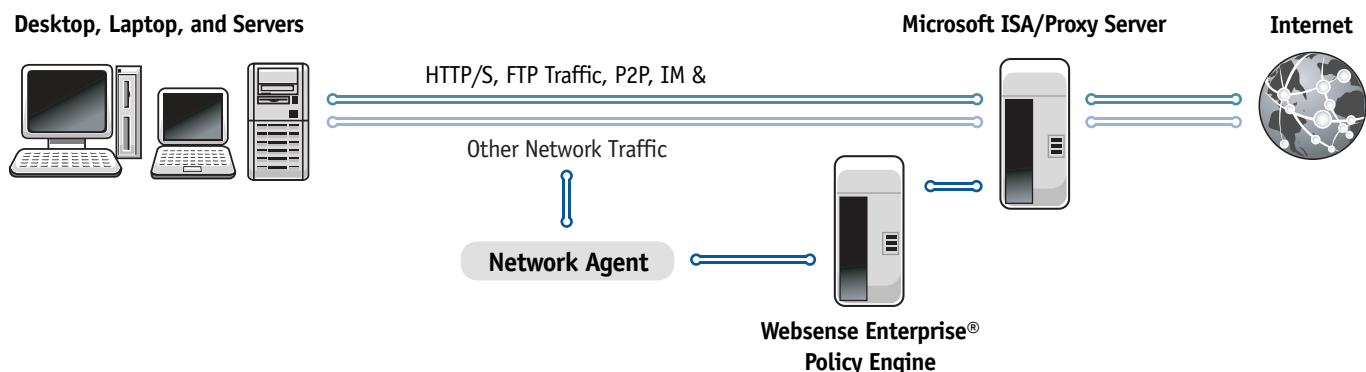 Desktop, Laptop, and Servers
Microsoft ISA/Proxy Server
Internet
HTTP/S, FTP Traffic, P2P, IM &
Other Network Traffic
Network Agent
Websense Enterprise®
Policy Engine